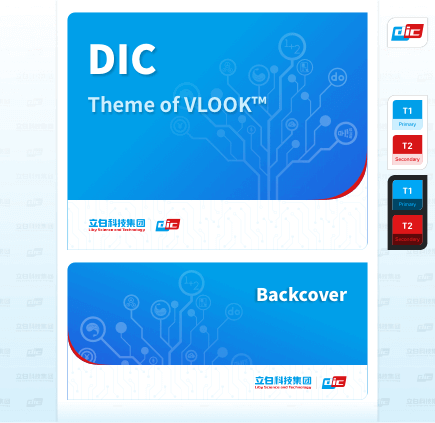 DIC
Theme of VLOOK™
立白科技集团 dic
Liby Science and Technology
Backcover
立白科技集团 dic
Liby Science and Technology
dic
T1
Primary
T2
Secondary
T1
Primary
T2
Secondary